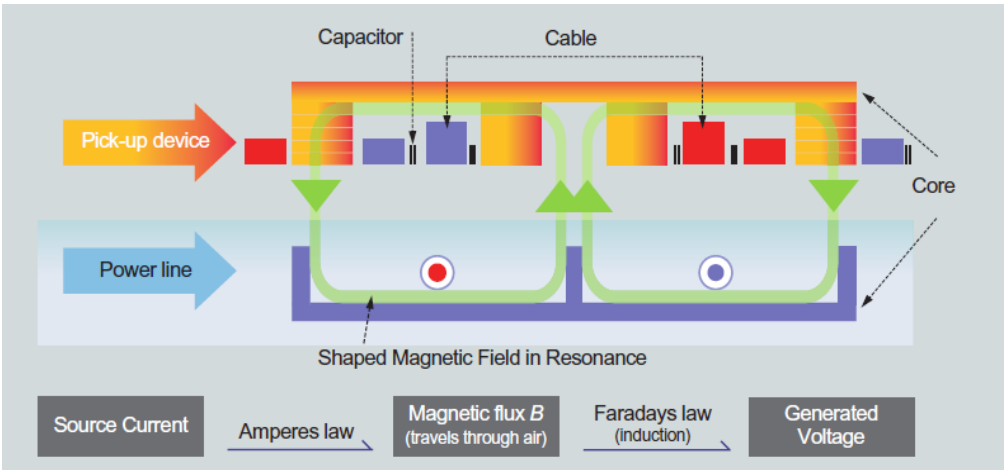 Capacitor
Cable
Pick-up device
Core
Power line
Shaped Magnetic Field in Resonance
Source Current
Amperes law
Magnetic flux B
(travels through air)
Faradays law
(induction)
Generated
Voltage